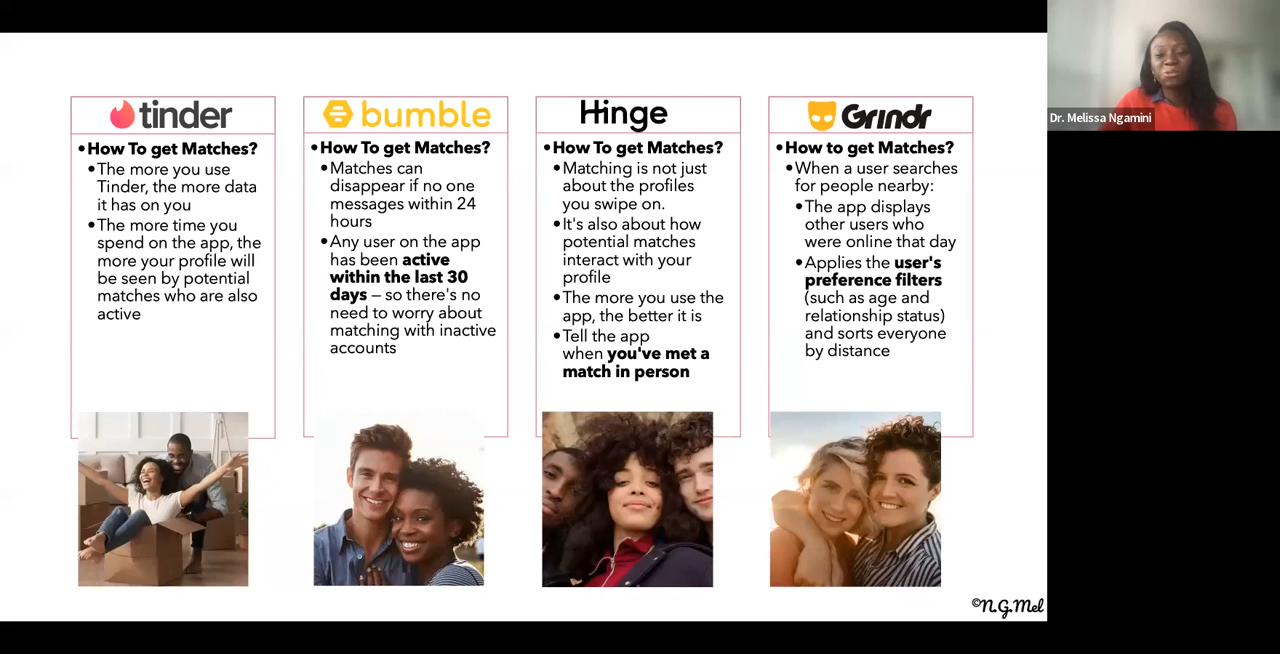 tinder
•How To get Matches?
•The more you use
Tinder, the more data
it has on you
•The more time you
spend on the app, the
more your profile will
be seen by potential
matches who are also
active
bumble
•How To get Matches?
•Matches can
disappear if no one
messages within 24
hours
•Any user on the app
has been active
within the last 30
days – so there's no
need to worry about
matching with inactive
accounts
Hinge
•How To get Matches?
•Matching is not just
about the profiles
you swipe on.
•It's also about how
potential matches
interact with your
profile
•The more you use the
app, the better it is
•Tell the app
when you've met a
match in person
Grindr
•How to get Matches?
•When a user searches
for people nearby:
•The app displays
other users who
were online that day
•Applies the user's
preference filters
(such as age and
relationship status)
and sorts everyone
by distance
©N.G.Mel
Dr. Melissa Ngamini